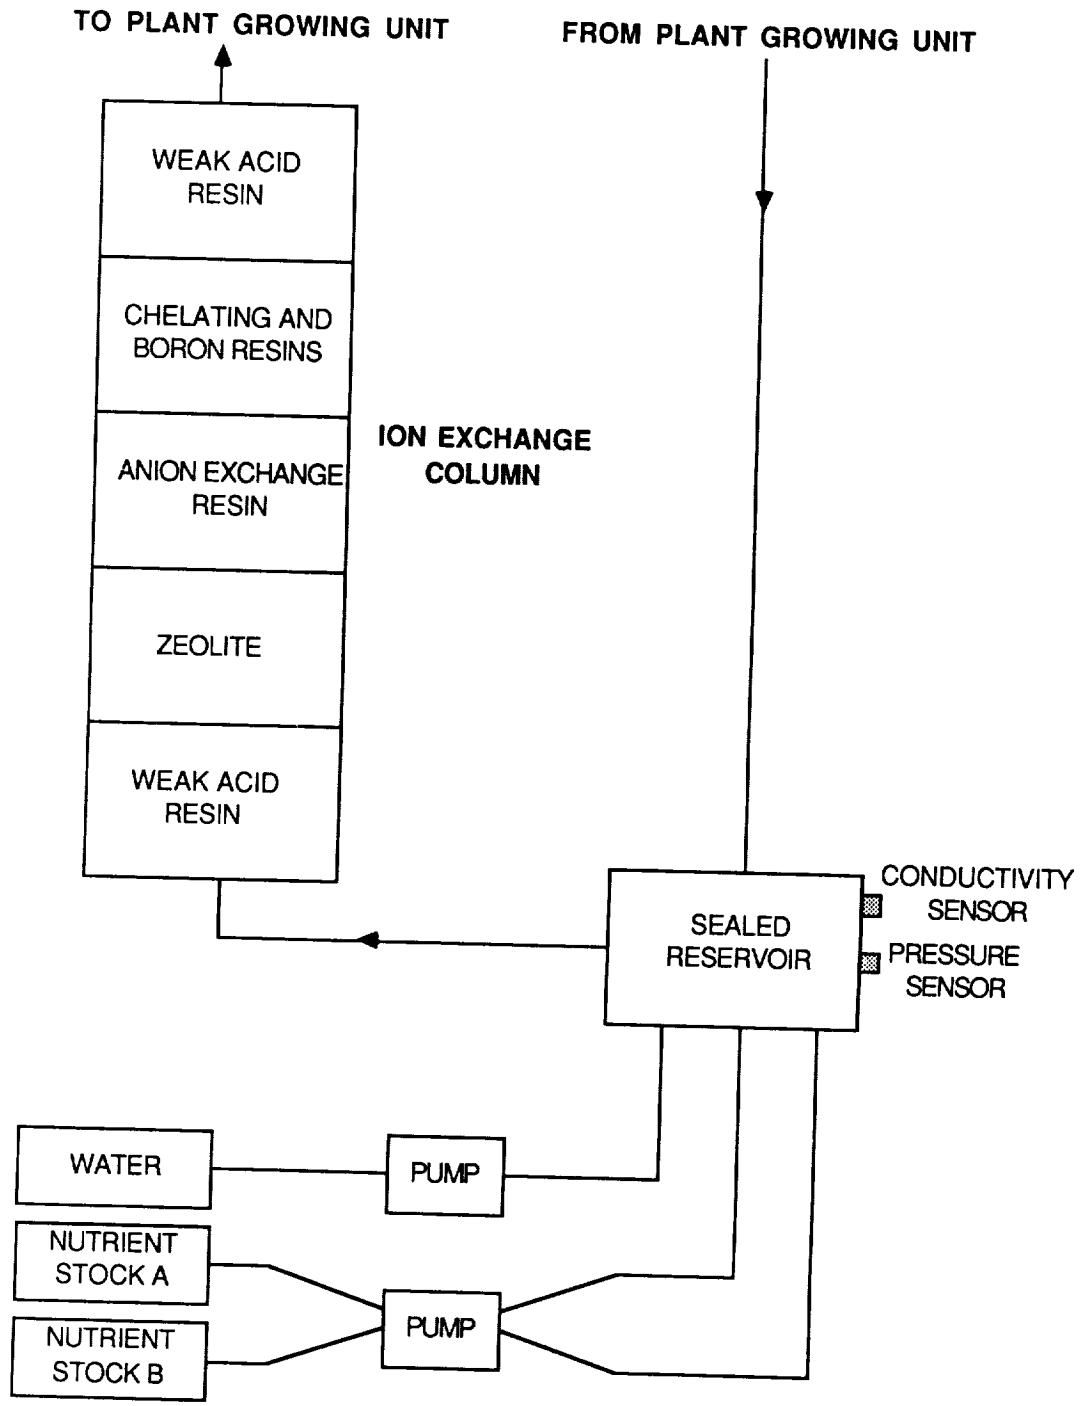 TO PLANT GROWING UNIT
FROM PLANT GROWING UNIT
WEAK ACID
RESIN
CHELATING AND
BORON RESINS
ION EXCHANGE
COLUMN
ANION EXCHANGE
RESIN
ZEOLITE
WEAK ACID
RESIN
SEALED
RESERVOIR
CONDUCTIVITY
SENSOR
PRESSURE
SENSOR
WATER
PUMP
NUTRIENT
STOCK A
PUMP
NUTRIENT
STOCK B